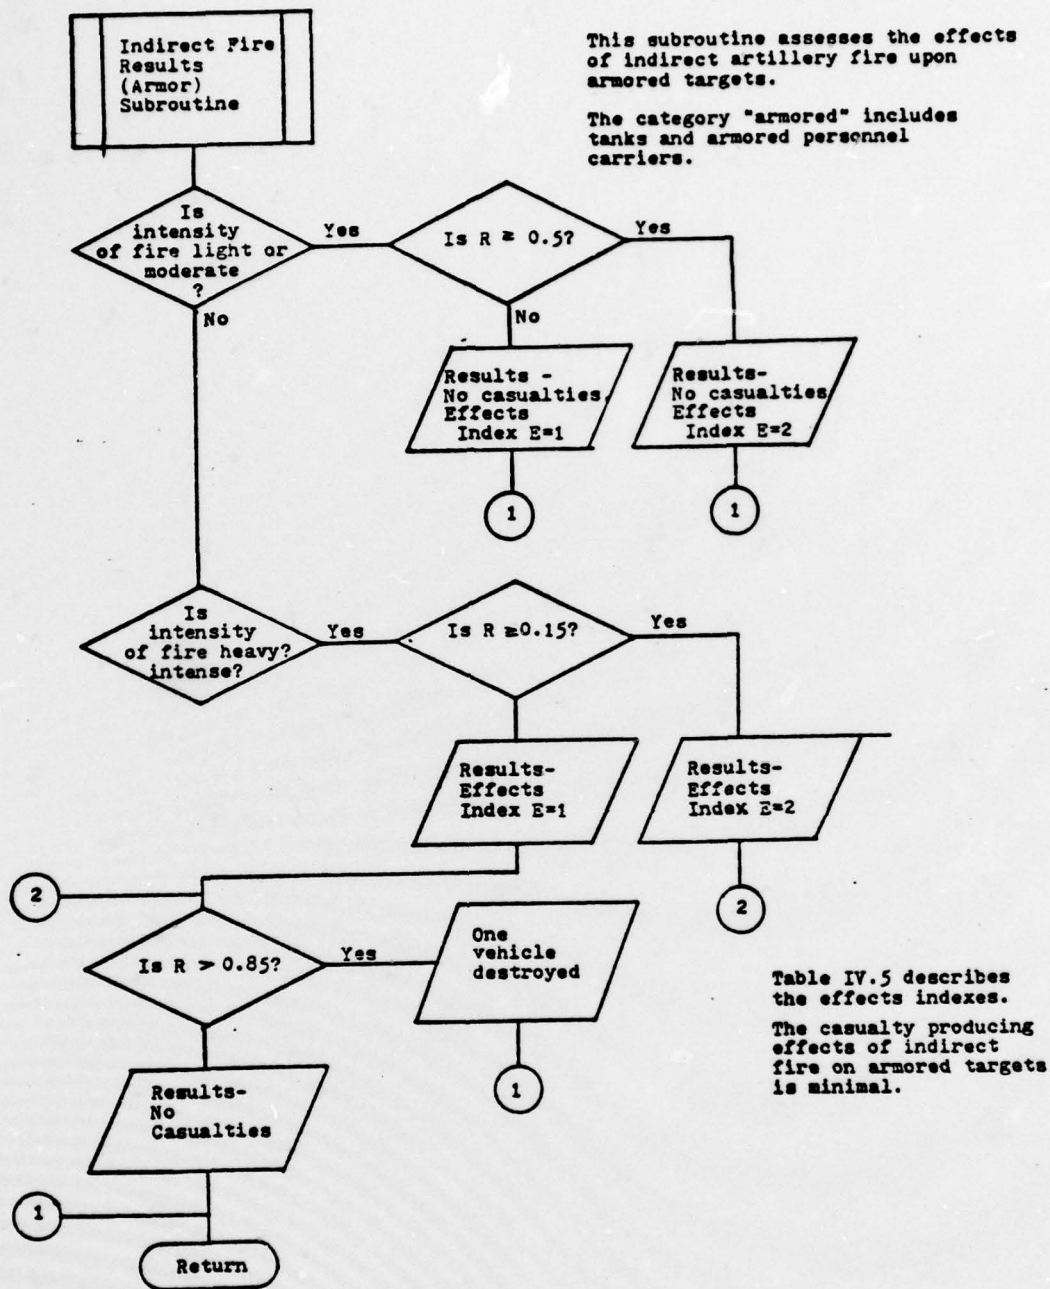 Indirect Fire
Results
(Armor)
Subroutine
This subroutine assesses the effects
of indirect artillery fire upon
armored targets.
The category "armored" includes
tanks and armored personnel
carriers.
Is
intensity
of fire light or
moderate
?
Yes
Is R ≥ 0.5?
Yes
No
No
Results -
No casualties,
Effects
Index E=1
Results-
No casualties
Effects
Index E=2
1
1
Is
intensity
of fire heavy?
intense?
Yes
Is R ≥0.15?
Yes
Results-
Effects
Index E=1
Results-
Effects
Index E=2
2
2
Is R > 0.85?
Yes
One
vehicle
destroyed
Table IV.5 describes
the effects indexes.
The casualty producing
effects of indirect
fire on armored targets
is minimal.
1
Results-
No
Casualties
1
Return